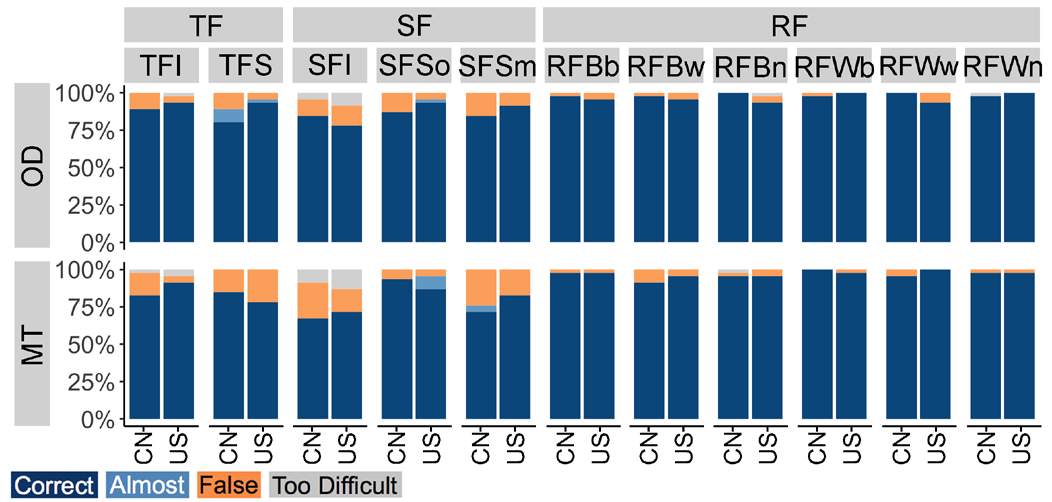 TF SF RF
TFI TFS SFI SFSo SFSm RFBb RFBw RFBn RFWb RFWw RFWn
OD
100%
75%
50%
25%
0%
MT
100%
75%
50%
25%
0%
CN US CN US CN US CN US CN US CN US CN US CN US CN US CN US CN US
Correct Almost False Too Difficult